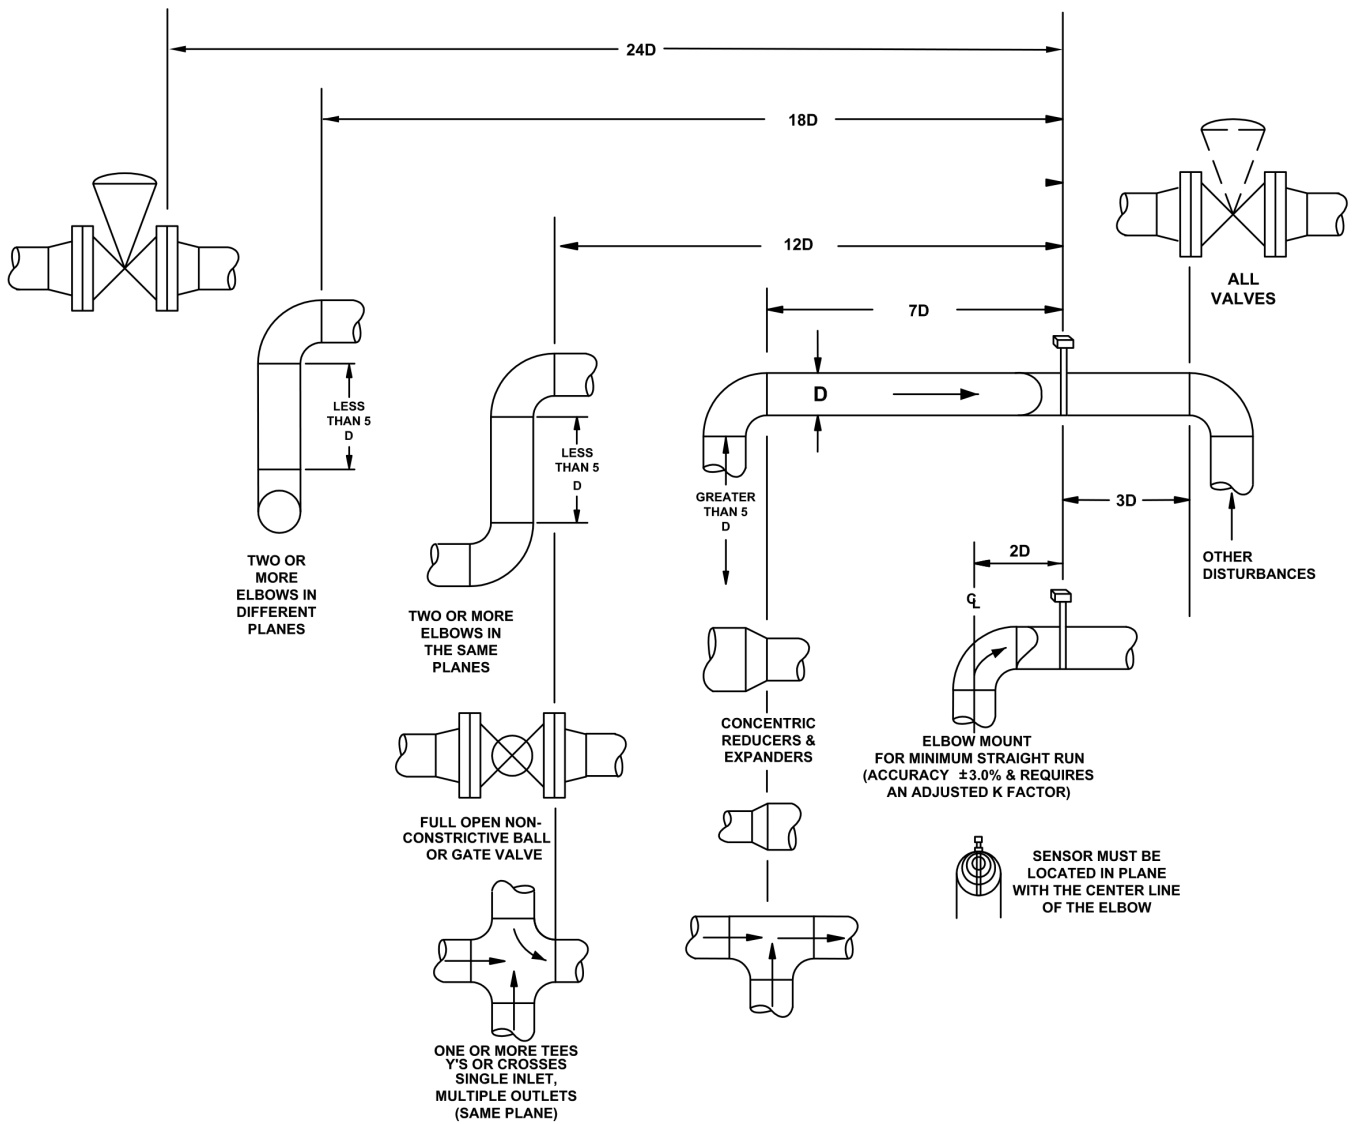 24D
18D
12D
ALL
VALVES
7D
D
LESS
THAN 5
D
LESS
THAN 5
D
GREATER
THAN 5
D
3D
2D
OTHER
DISTURBANCES
TWO OR
MORE
ELBOWS IN
DIFFERENT
PLANES
TWO OR MORE
ELBOWS IN
THE SAME
PLANES
CL
CONCENTRIC
REDUCERS &
EXPANDERS
ELBOW MOUNT
FOR MINIMUM STRAIGHT RUN
(ACCURACY ±3.0% & REQUIRES
AN ADJUSTED K FACTOR)
FULL OPEN NON-
CONSTRICTIVE BALL
OR GATE VALVE
SENSOR MUST BE
LOCATED IN PLANE
WITH THE CENTER LINE
OF THE ELBOW
ONE OR MORE TEES
Y'S OR CROSSES
SINGLE INLET,
MULTIPLE OUTLETS
(SAME PLANE)